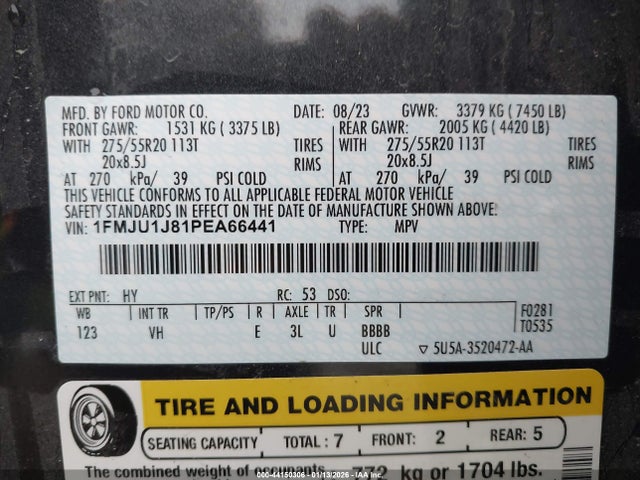 MFD. BY FORD MOTOR CO. DATE: 08/23 GVWR: 3379 KG ( 7450 LB)
FRONT GAWR: 1531 KG ( 3375 LB) REAR GAWR: 2005 KG ( 4420 LB)
WITH 275/55R20 113T TIRES WITH 275/55R20 113T TIRES
20x8.5J RIMS 20x8.5J RIMS
AT 270 kPa/ 39 PSI COLD AT 270 kPa/ 39 PSI COLD
THIS VEHICLE CONFORMS TO ALL APPLICABLE FEDERAL MOTOR VEHICLE
SAFETY STANDARDS IN EFFECT ON THE DATE OF MANUFACTURE SHOWN ABOVE.
VIN: 1FMJU1J81PEA66441 TYPE: MPV
EXT PNT: HY RC: 53 DSO:
WB INT TR TP/PS R AXLE TR SPR F0281
123 VH E 3L U BBBB T0535
ULC ▽ 5U5A-3520472-AA
TIRE AND LOADING INFORMATION
SEATING CAPACITY TOTAL : 7 FRONT: 2 REAR: 5
The combined weight of occupants 772 kg or 1704 lbs.
000-44150306 - 01/13/2026 - IAA Inc.